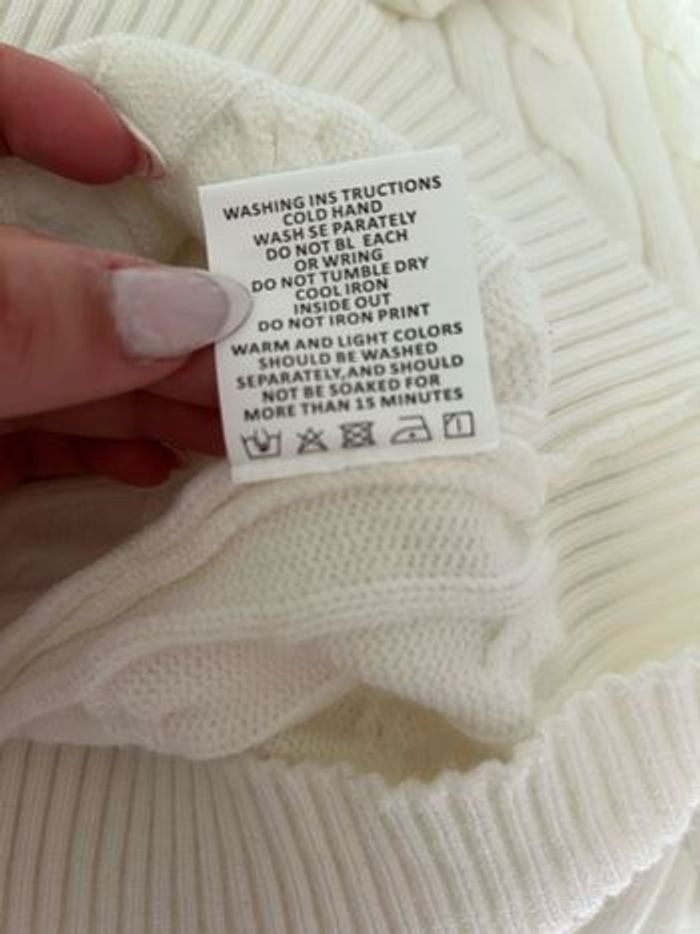 WASHING INS TRUCTIONS
COLD HAND
WASH SE PARATELY
DO NOT BL EACH
OR WRING
DO NOT TUMBLE DRY
COOL IRON
INSIDE OUT
DO NOT IRON PRINT
WARM AND LIGHT COLORS
SHOULD BE WASHED
SEPARATELY,AND SHOULD
NOT BE SOAKED FOR
MORE THAN 15 MINUTES